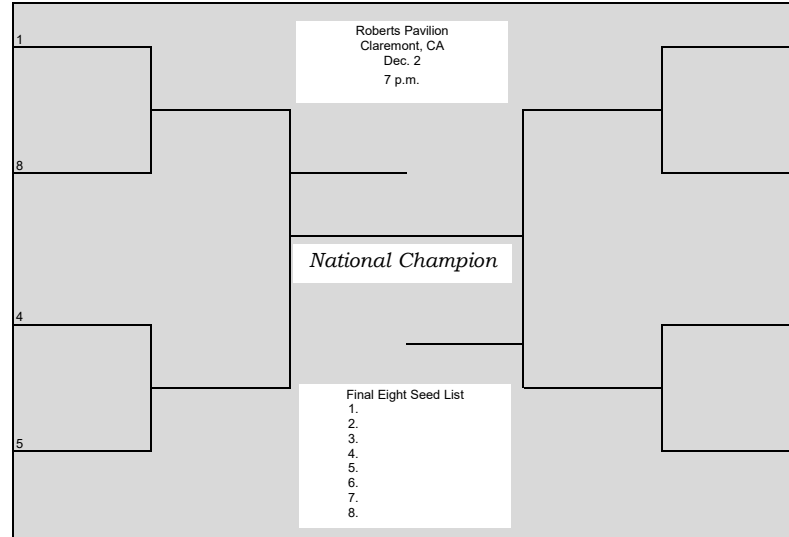 1
Roberts Pavilion
Claremont, CA
Dec. 2
7 p.m.
8
National Champion
4
5
Final Eight Seed List
1.
2.
3.
4.
5.
6.
7.
8.